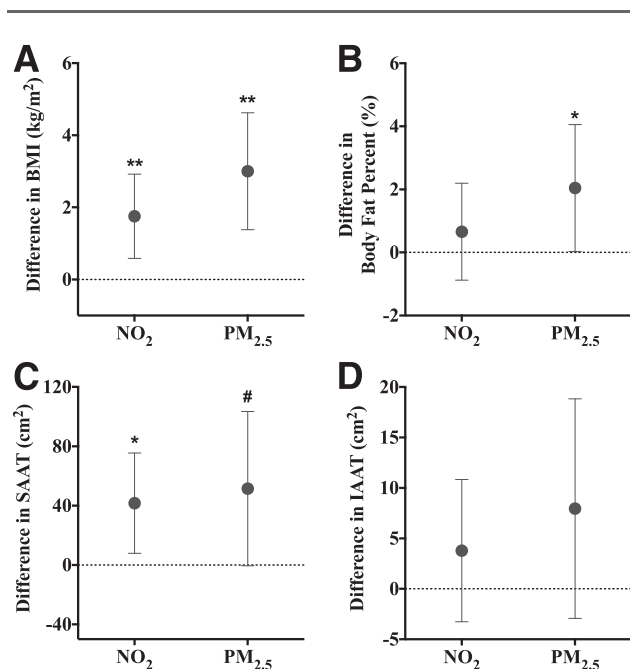 A
Difference in BMI (kg/m²)
6
4
2
0
**
**
NO₂
PM₂.₅
B
Difference in
Body Fat Percent (%)
6
4
2
0
-2
*
NO₂
PM₂.₅
C
Difference in SAAT (cm²)
120
80
40
0
-40
*
#
NO₂
PM₂.₅
D
Difference in IAAT (cm²)
20
15
10
5
0
-5
NO₂
PM₂.₅